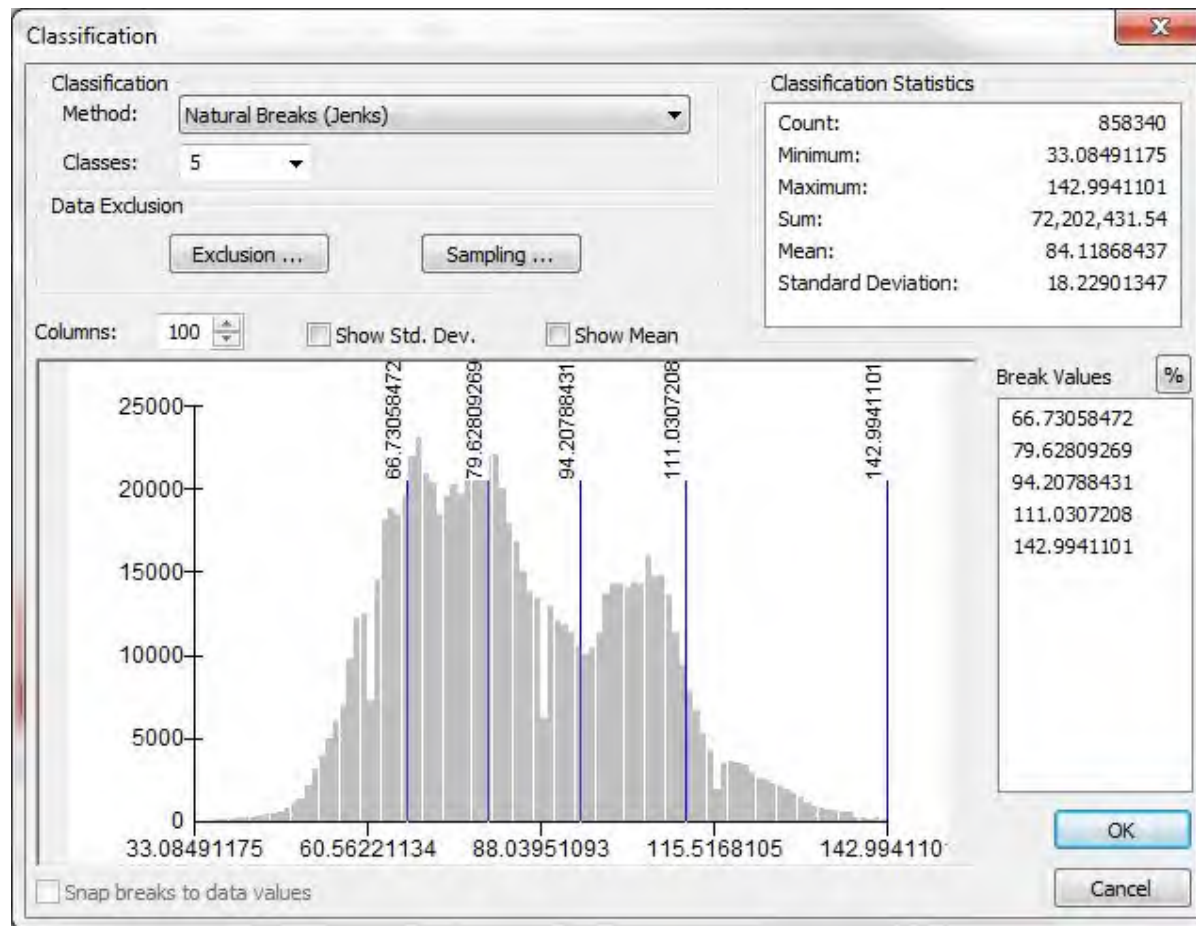 Classification
Classification
Method: Natural Breaks (Jenks)
Classes: 5
Data Exclusion
Exclusion ... Sampling ...
Classification Statistics
Count: 858340
Minimum: 33.08491175
Maximum: 142.9941101
Sum: 72,202,431.54
Mean: 84.11868437
Standard Deviation: 18.22901347
Columns: 100 Show Std. Dev. Show Mean
66.73058472
79.62809269
94.20788431
111.0307208
142.9941101
25000
20000
15000
10000
5000
0
33.08491175 60.56221134 88.03951093 115.5168105 142.994110
Break Values %
66.73058472
79.62809269
94.20788431
111.0307208
142.9941101
Snap breaks to data values
OK
Cancel